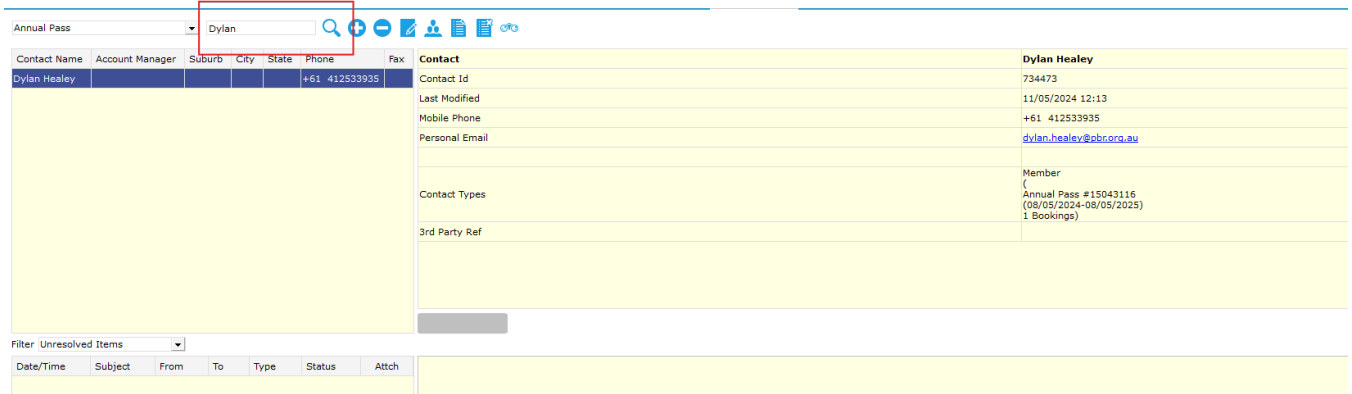 Annual Pass
Dylan
Contact Name Account Manager Suburb City State Phone Fax
Dylan Healey +61 412533935
Contact Dylan Healey
Contact Id 734473
Last Modified 11/05/2024 12:13
Mobile Phone +61 412533935
Personal Email dylan.healey@pbr.org.au
Contact Types Member
(
Annual Pass #15043116
(08/05/2024-08/05/2025)
1 Bookings)
3rd Party Ref
Filter Unresolved Items
Date/Time Subject From To Type Status Attch